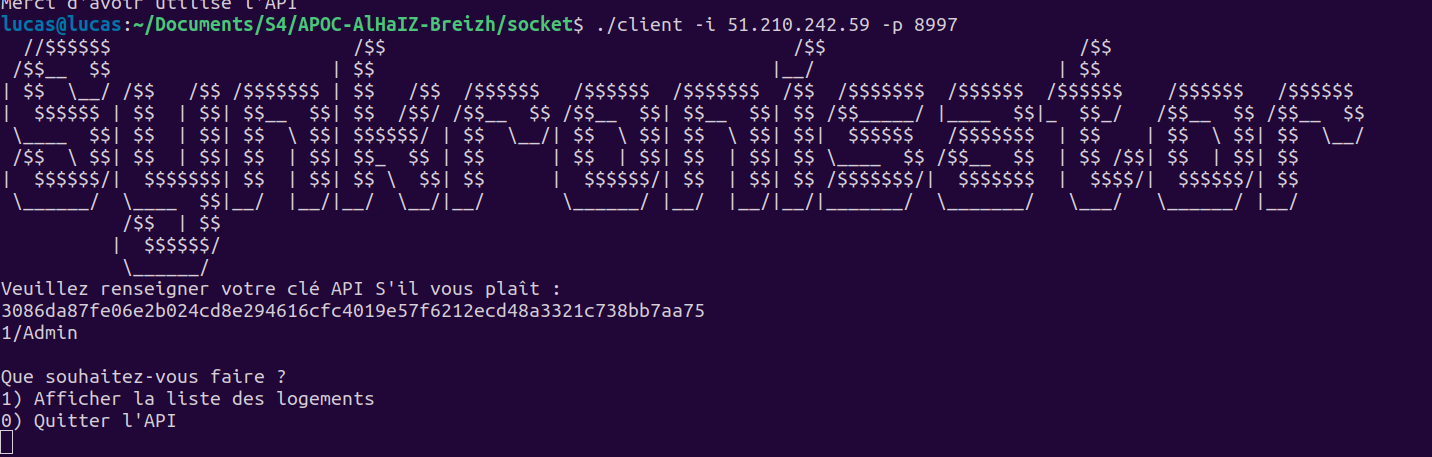 Merci d'avoir utilisé l'API
lucas@lucas:~/Documents/S4/APOC-AlHaIZ-Breizh/socket$ ./client -i 51.210.242.59 -p 8997
  //$$$$$$                      /$$                                     /$$                       /$$
 /$$__  $$                    | $$                                    |__/                      | $$
| $$  \__/ /$$   /$$ /$$$$$$$ | $$   /$$  /$$$$$$   /$$$$$$  /$$$$$$$  /$$  /$$$$$$$  /$$$$$$  /$$$$$$    /$$$$$$   /$$$$$$
|  $$$$$$ | $$  | $$| $$__  $$| $$  /$$/ /$$__  $$ /$$__  $$| $$__  $$| $$ /$$_____/ |____  $$|_  $$_/   /$$__  $$ /$$__  $$
 \____  $$| $$  | $$| $$  \ $$| $$$$$$/ | $$  \__/| $$  \ $$| $$  \ $$| $$|  $$$$$$   /$$$$$$$  | $$    | $$  \ $$| $$  \__/
 /$$  \ $$| $$  | $$| $$  | $$| $$_  $$ | $$      | $$  | $$| $$  | $$| $$ \____  $$ /$$__  $$  | $$ /$$| $$  | $$| $$
|  $$$$$$/|  $$$$$$$| $$  | $$| $$ \  $$| $$      |  $$$$$$/| $$  | $$| $$ /$$$$$$$/|  $$$$$$$  |  $$$$/|  $$$$$$/| $$
 \______/  \____  $$|__/  |__/|__/  \__/|__/       \______/ |__/  |__/|__/|_______/  \_______/   \___/   \______/ |__/
           /$$  | $$
          |  $$$$$$/
           \______/
Veuillez renseigner votre clé API S'il vous plaît :
3086da87fe06e2b024cd8e294616cfc4019e57f6212ecd48a3321c738bb7aa75
1/Admin
Que souhaitez-vous faire ?
1) Afficher la liste des logements
0) Quitter l'API